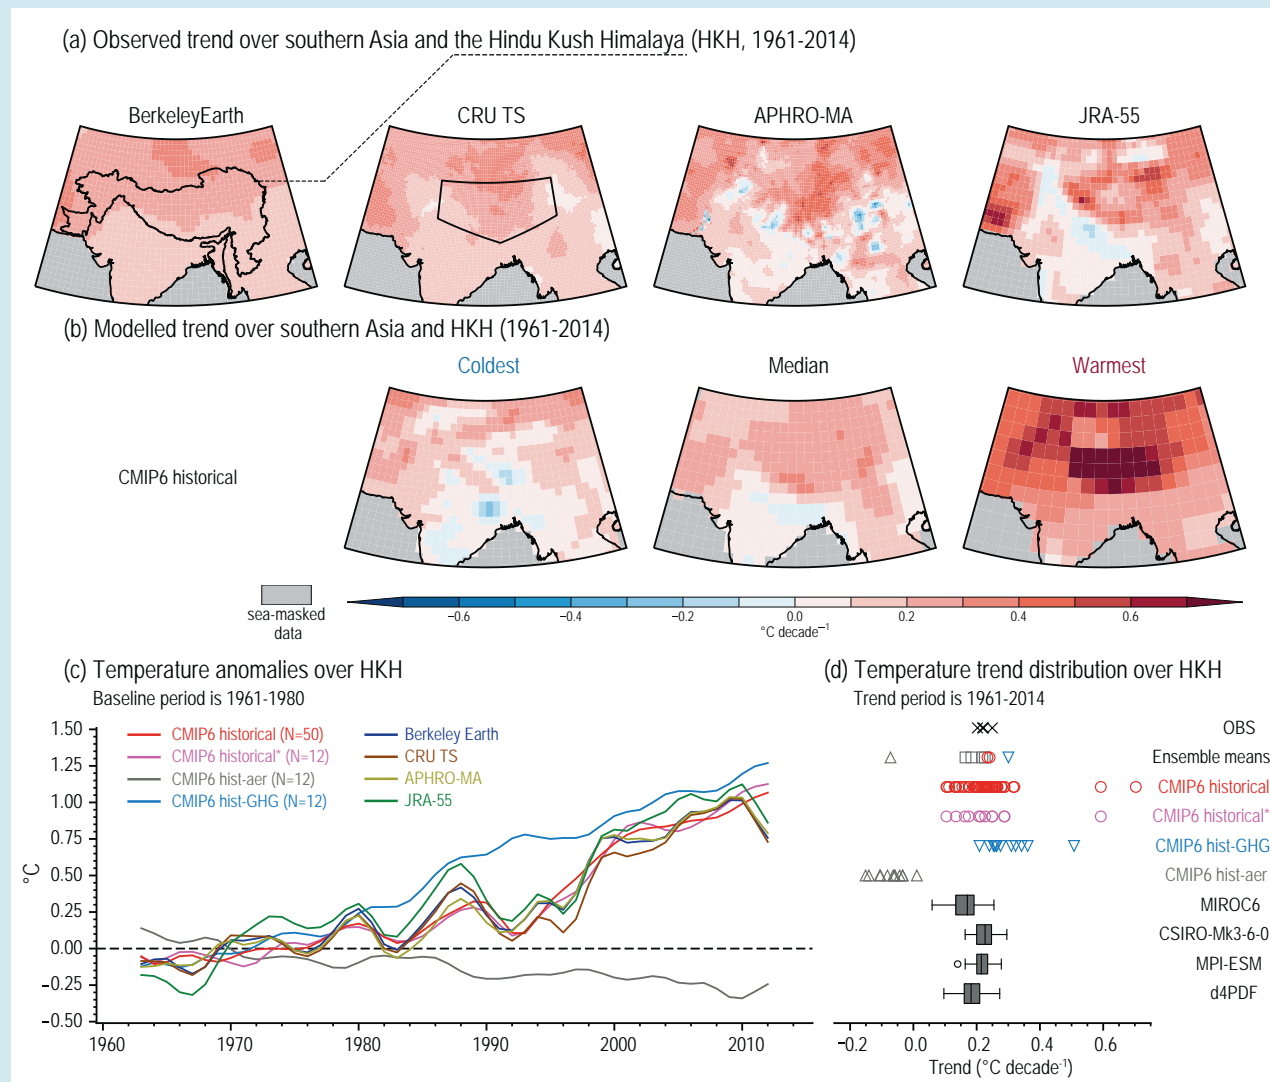 (a) Observed trend over southern Asia and the Hindu Kush Himalaya (HKH, 1961-2014)
BerkeleyEarth
CRU TS
APHRO-MA
JRA-55
(b) Modelled trend over southern Asia and HKH (1961-2014)
Coldest
Median
Warmest
CMIP6 historical
sea-masked
data
−0.6
−0.4
−0.2
0.0
0.2
0.4
0.6
°C decade⁻¹
(c) Temperature anomalies over HKH
Baseline period is 1961-1980
CMIP6 historical (N=50)
CMIP6 historical* (N=12)
CMIP6 hist-aer (N=12)
CMIP6 hist-GHG (N=12)
Berkeley Earth
CRU TS
APHRO-MA
JRA-55
°C
1.50
1.25
1.00
0.75
0.50
0.25
0.00
−0.25
−0.50
1960
1970
1980
1990
2000
2010
(d) Temperature trend distribution over HKH
Trend period is 1961-2014
OBS
Ensemble means
CMIP6 historical
CMIP6 historical*
CMIP6 hist-GHG
CMIP6 hist-aer
MIROC6
CSIRO-Mk3-6-0
MPI-ESM
d4PDF
−0.2
0.0
0.2
0.4
0.6
Trend (°C decade⁻¹)